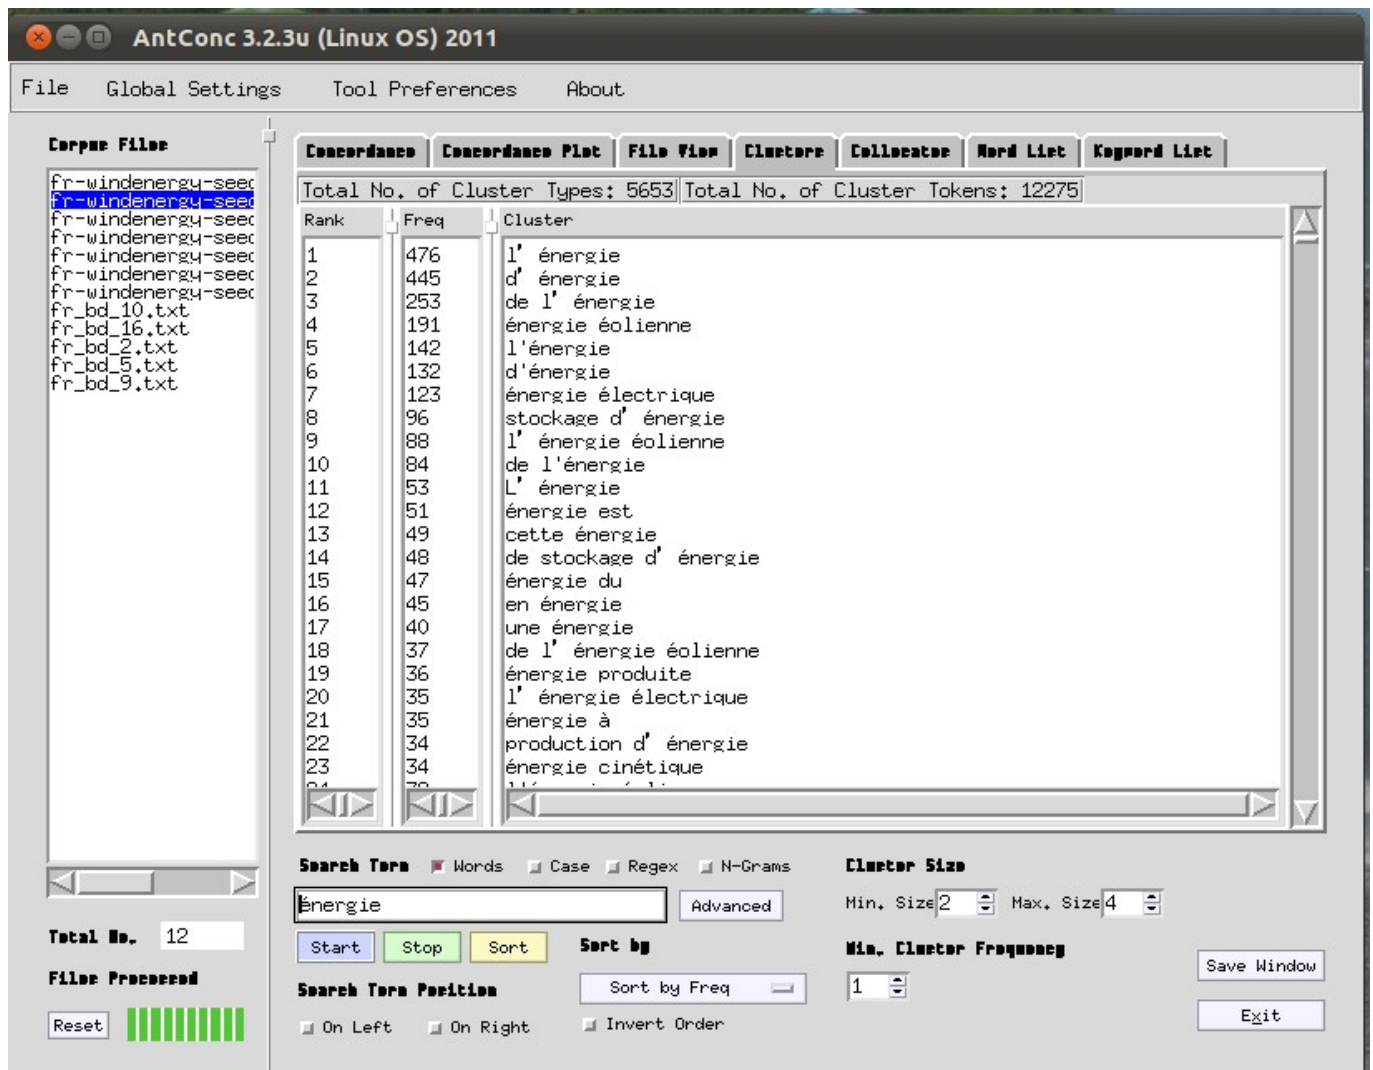 AntConc 3.2.3u (Linux OS) 2011
File Global Settings Tool Preferences About
Corpus Files
fr-windenergy-seed
fr-windenergy-seed
fr-windenergy-seed
fr-windenergy-seed
fr-windenergy-seed
fr-windenergy-seed
fr-windenergy-seed
fr_bd_10.txt
fr_bd_16.txt
fr_bd_2.txt
fr_bd_5.txt
fr_bd_9.txt
Total No. 12
Files Processed
Reset
Concordance Concordance Plot File View Clusters Collocates Word List Keyword List
Total No. of Cluster Types: 5653 Total No. of Cluster Tokens: 12275
Rank Freq Cluster
1 476 l’ énergie
2 445 d’ énergie
3 253 de l’ énergie
4 191 énergie éolienne
5 142 l'énergie
6 132 d'énergie
7 123 énergie électrique
8 96 stockage d’ énergie
9 88 l’ énergie éolienne
10 84 de l'énergie
11 53 L’ énergie
12 51 énergie est
13 49 cette énergie
14 48 de stockage d’ énergie
15 47 énergie du
16 45 en énergie
17 40 une énergie
18 37 de l’ énergie éolienne
19 36 énergie produite
20 35 l’ énergie électrique
21 35 énergie à
22 34 production d’ énergie
23 34 énergie cinétique
Search Term Words Case Regex N-Grams
énergie Advanced
Start Stop Sort
Search Term Position
On Left On Right
Sort by
Sort by Freq
Invert Order
Cluster Size
Min. Size 2 Max. Size 4
Min. Cluster Frequency
1
Save Window
Exit